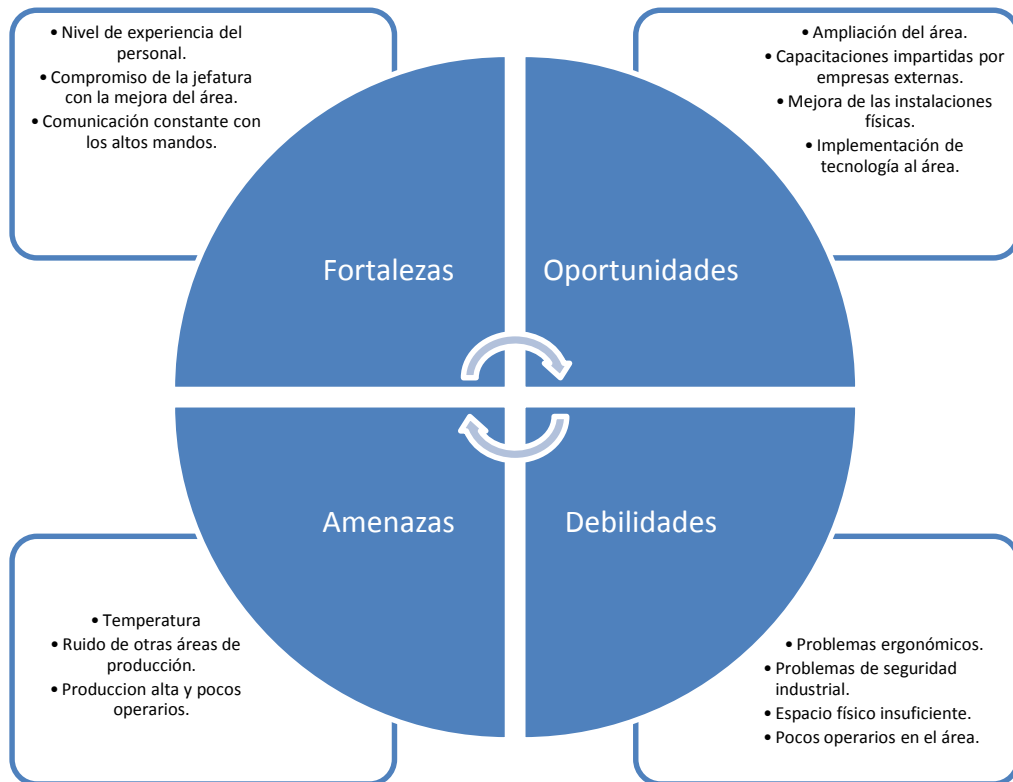 • Nivel de experiencia del
personal.
• Compromiso de la jefatura
con la mejora del área.
• Comunicación constante con
los altos mandos.
• Ampliación del área.
• Capacitaciones impartidas por
empresas externas.
• Mejora de las instalaciones
físicas.
• Implementación de
tecnología al área.
Fortalezas
Oportunidades
Amenazas
Debilidades
• Temperatura
• Ruido de otras áreas de
producción.
• Produccion alta y pocos
operarios.
• Problemas ergonómicos.
• Problemas de seguridad
industrial.
• Espacio físico insuficiente.
• Pocos operarios en el área.